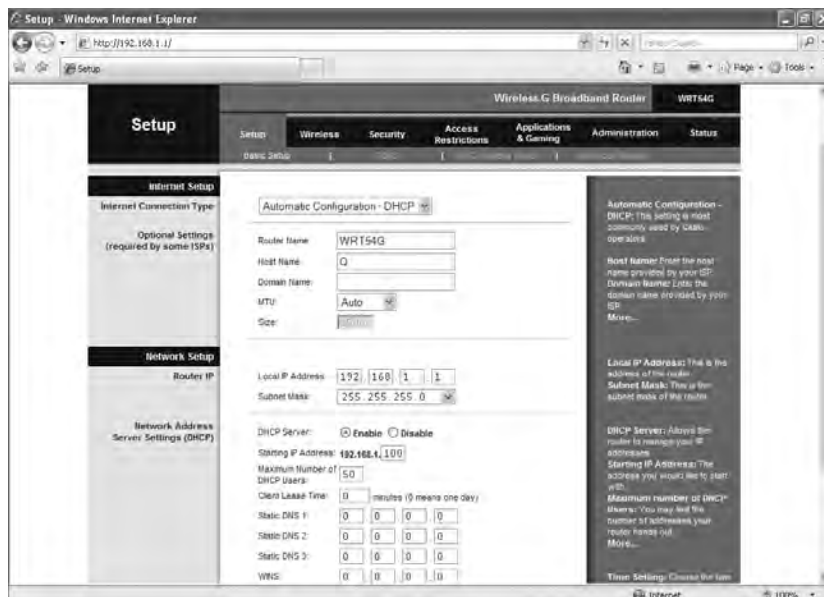 Setup - Windows Internet Explorer
http://192.168.1.1/
Setup
Page
Tools
Wireless-G Broadband Router
WRT54G
Setup
Setup
Wireless
Security
Access Restrictions
Applications & Gaming
Administration
Status
Basic Setup
Internet Setup
Internet Connection Type
Automatic Configuration - DHCP
Optional Settings
(required by some ISPs)
Router Name: WRT54G
Host Name: Q
Domain Name:
MTU: Auto
Size:
Network Setup
Router IP
Local IP Address: 192 . 168 . 1 . 1
Subnet Mask: 255.255.255.0
Network Address
Server Settings (DHCP)
DHCP Server: Enable Disable
Starting IP Address: 192.168.1. 100
Maximum Number of
DHCP Users: 50
Client Lease Time: 0 minutes (0 means one day)
Static DNS 1: 0 . 0 . 0 . 0
Static DNS 2: 0 . 0 . 0 . 0
Static DNS 3: 0 . 0 . 0 . 0
WINS: 0 . 0 . 0 . 0
Automatic Configuration -
DHCP: This setting is most
commonly used by Cable
operators.
Host Name: Enter the host
name provided by your ISP.
Domain Name: Enter the
domain name provided by your
ISP.
More...
Local IP Address: This is the
address of the router.
Subnet Mask: This is the
subnet mask of the router.
DHCP Server: Allows the
router to manage your IP
addresses.
Starting IP Address: The
address you would like to start
with.
Maximum number of DHCP
Users: You may limit the
number of addresses your
router hands out.
More...
Time Setting: Choose the time
Internet
100%